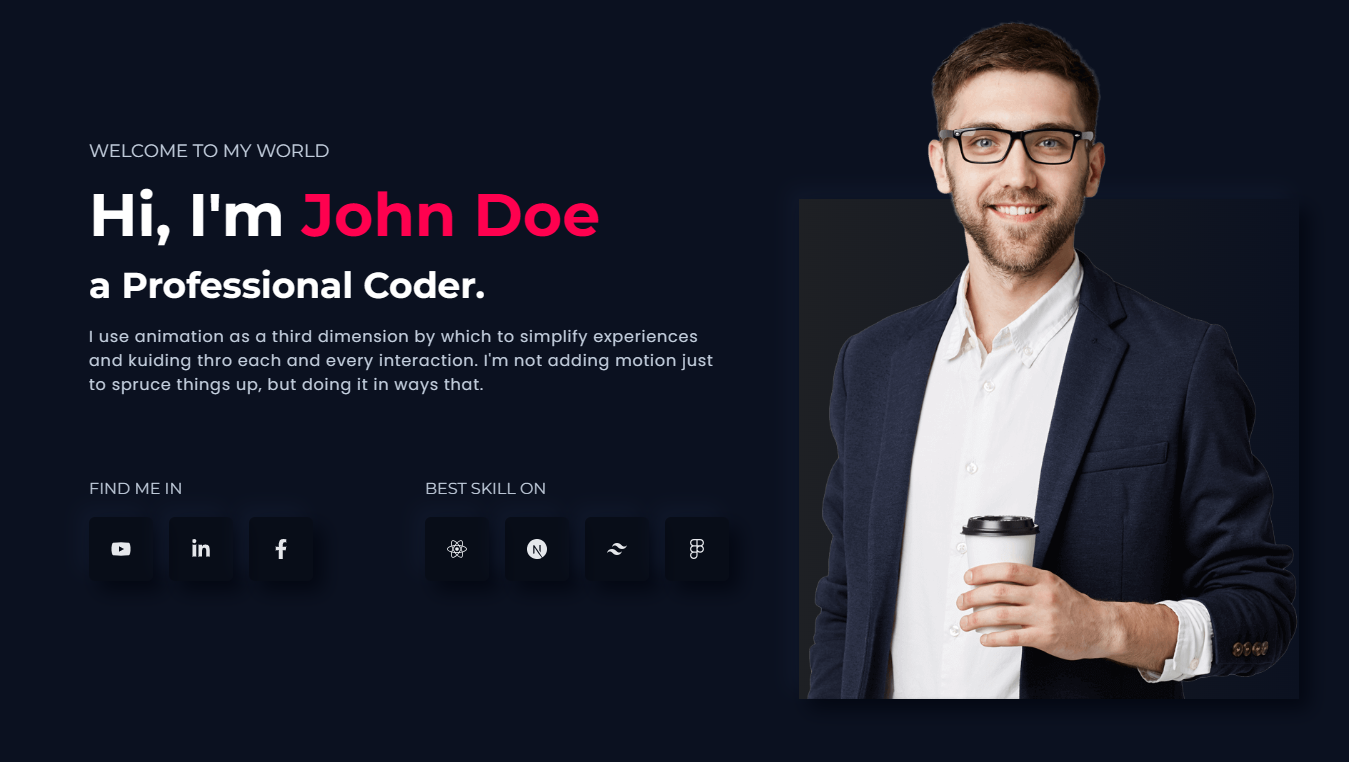 WELCOME TO MY WORLD
Hi, I'm John Doe
a Professional Coder.
I use animation as a third dimension by which to simplify experiences
and kuiding thro each and every interaction. I'm not adding motion just
to spruce things up, but doing it in ways that.
FIND ME IN
BEST SKILL ON
in
f
N